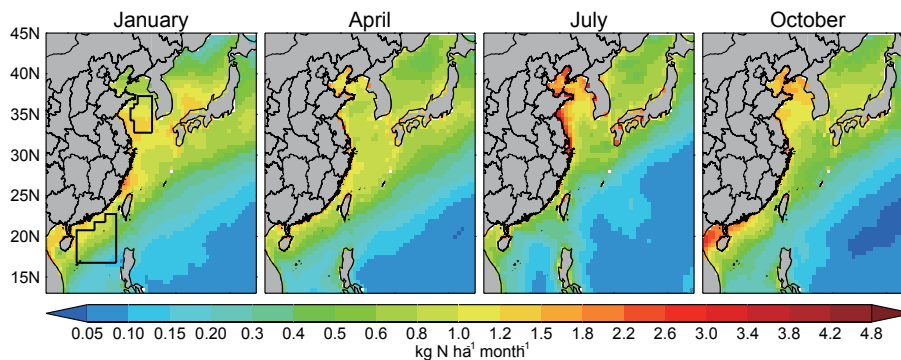 January April July October
45N
40N
35N
30N
25N
20N
15N
0.05 0.10 0.15 0.20 0.3 0.4 0.5 0.6 0.8 1.0 1.2 1.5 1.8 2.2 2.6 3.0 3.4 3.8 4.2 4.8
kg N ha⁻¹ month⁻¹